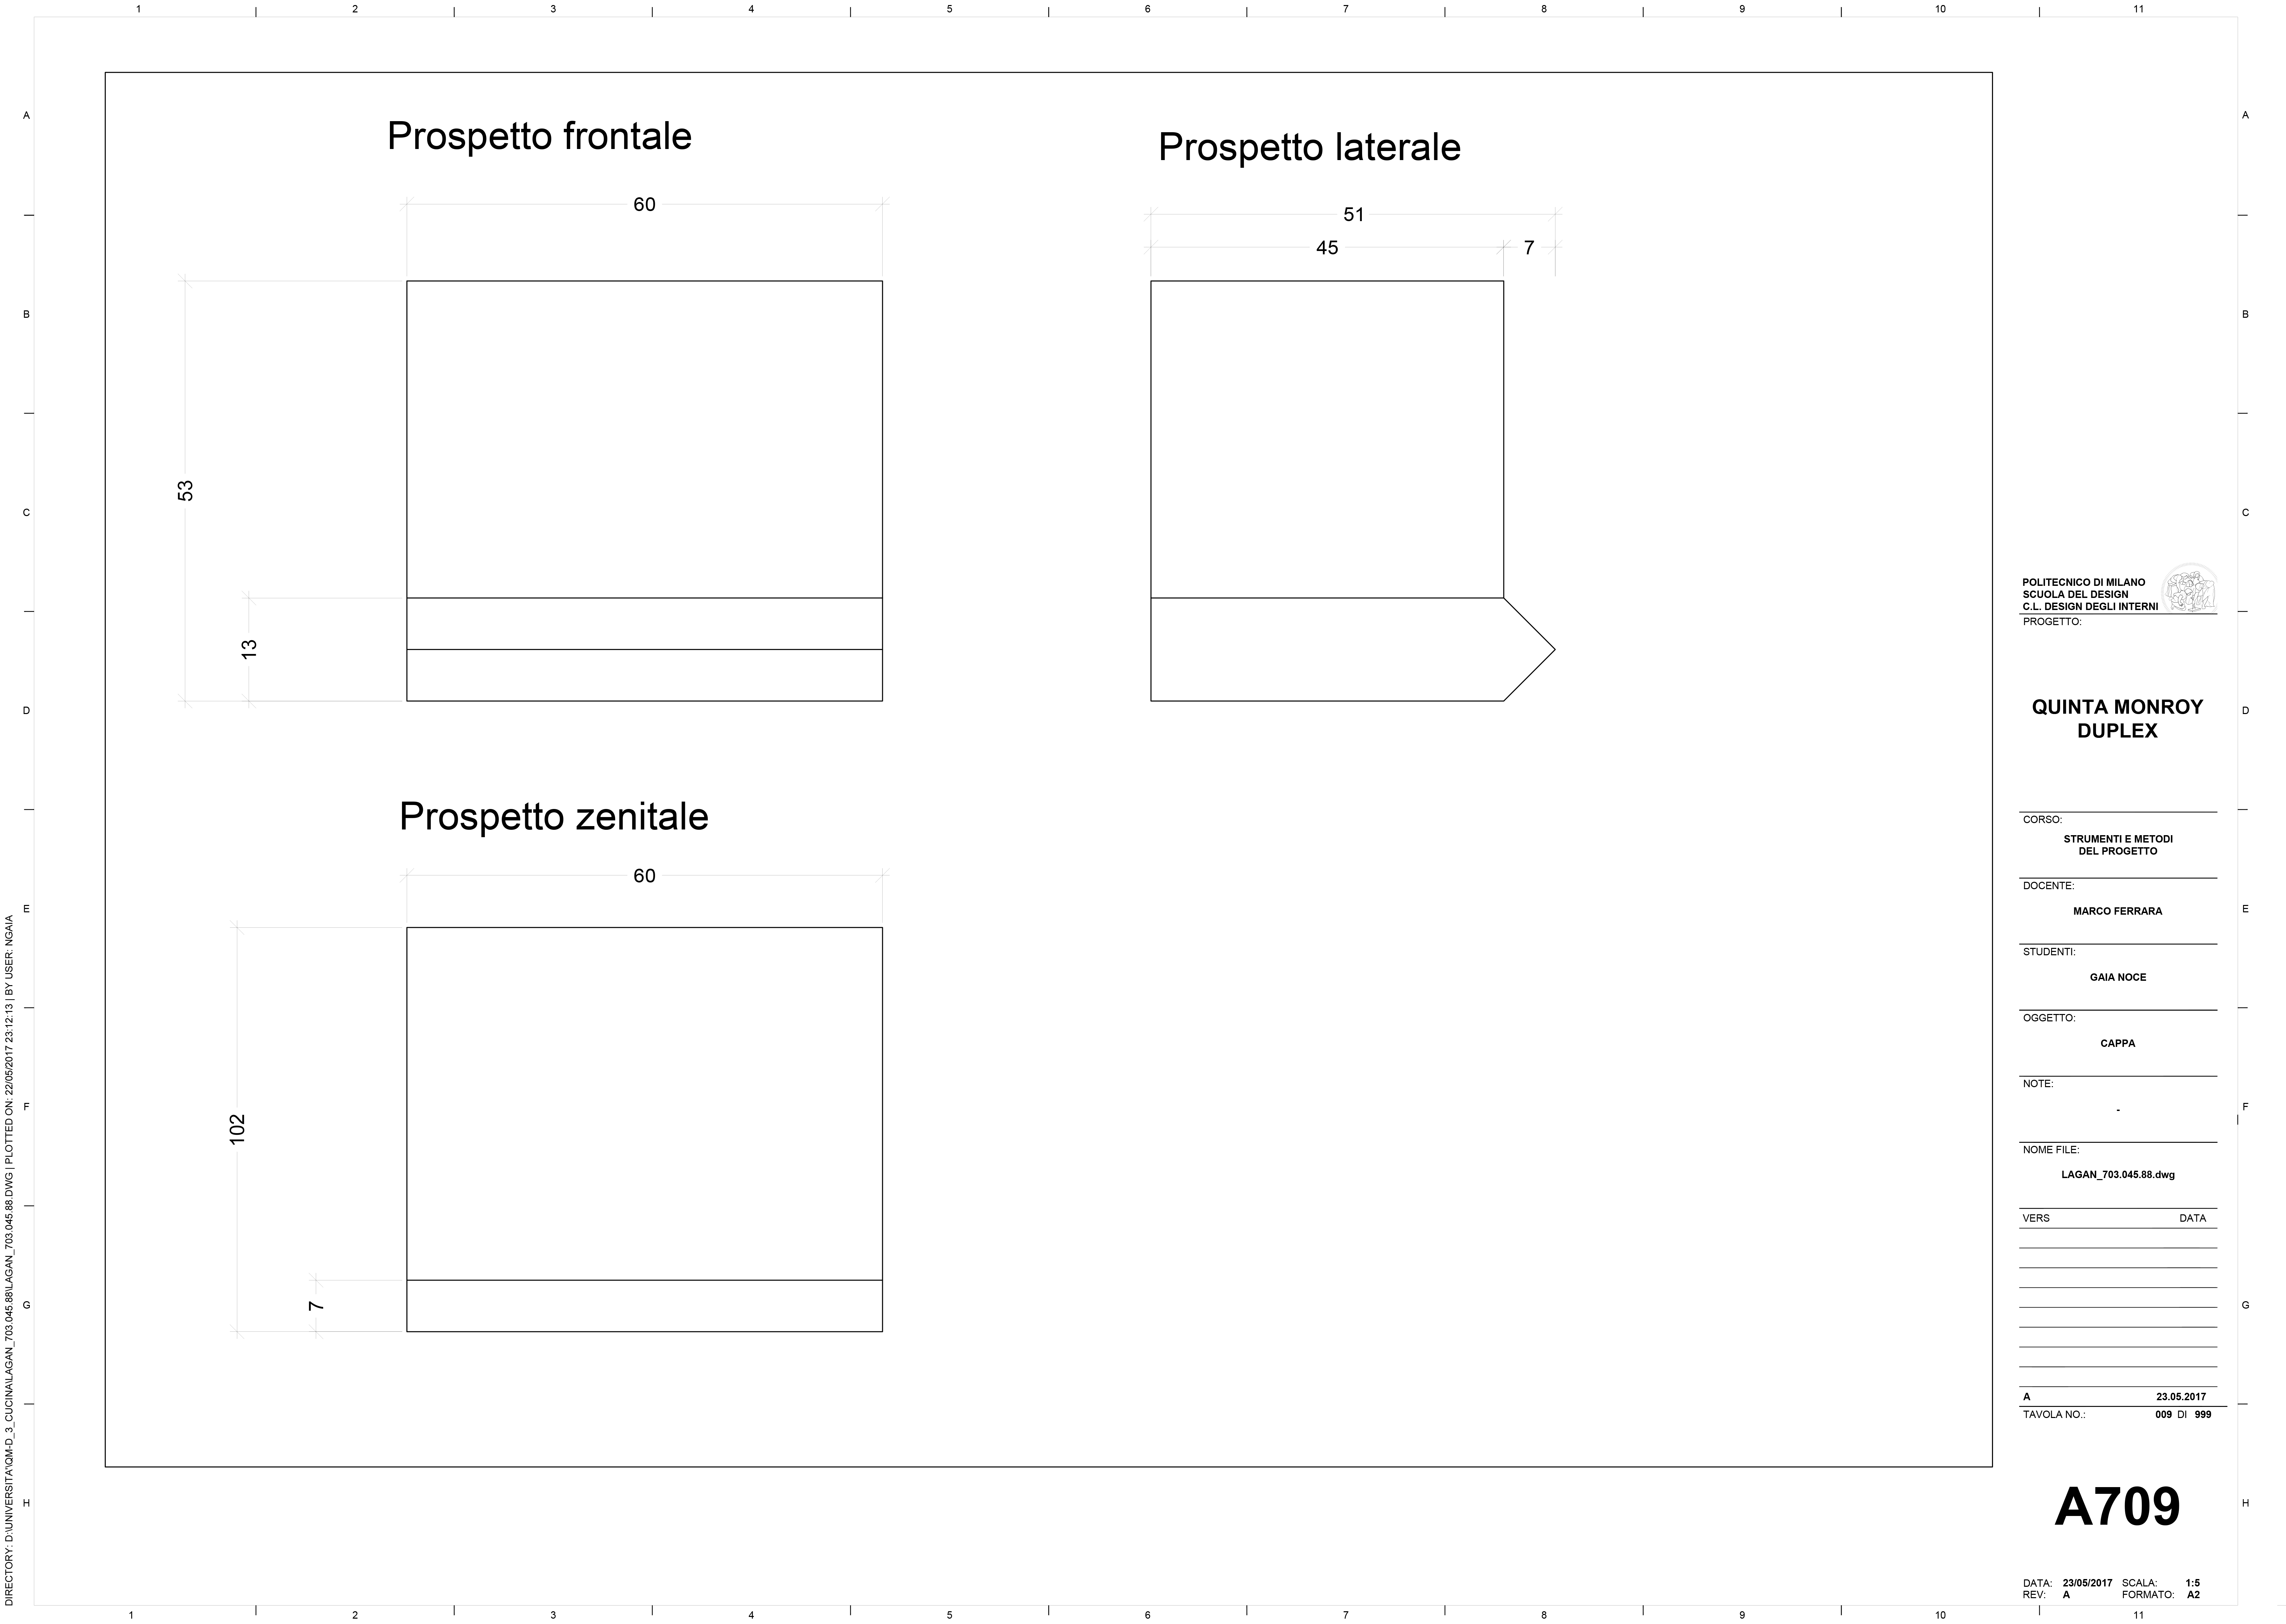 1 2 3 4 5 6 7 8 9 10 11
A A
B B
C C
D D
E E
F F
G G
H H
Prospetto frontale
60
53
13
Prospetto laterale
51
45 7
Prospetto zenitale
60
102
7
DIRECTORY: D:\UNIVERSITA'\QM-D_3_CUCINA\LAGAN_703.045.88\LAGAN_703.045.88.DWG | PLOTTED ON: 22/05/2017 23:12:13 | BY USER: NGAIA
POLITECNICO DI MILANO
SCUOLA DEL DESIGN
C.L. DESIGN DEGLI INTERNI
PROGETTO:
QUINTA MONROY
DUPLEX
CORSO:
STRUMENTI E METODI
DEL PROGETTO
DOCENTE:
MARCO FERRARA
STUDENTI:
GAIA NOCE
OGGETTO:
CAPPA
NOTE:
-
NOME FILE:
LAGAN_703.045.88.dwg
VERS DATA
A 23.05.2017
TAVOLA NO.: 009 DI 999
A709
DATA: 23/05/2017 SCALA: 1:5
REV: A FORMATO: A2
1 2 3 4 5 6 7 8 9 10 11